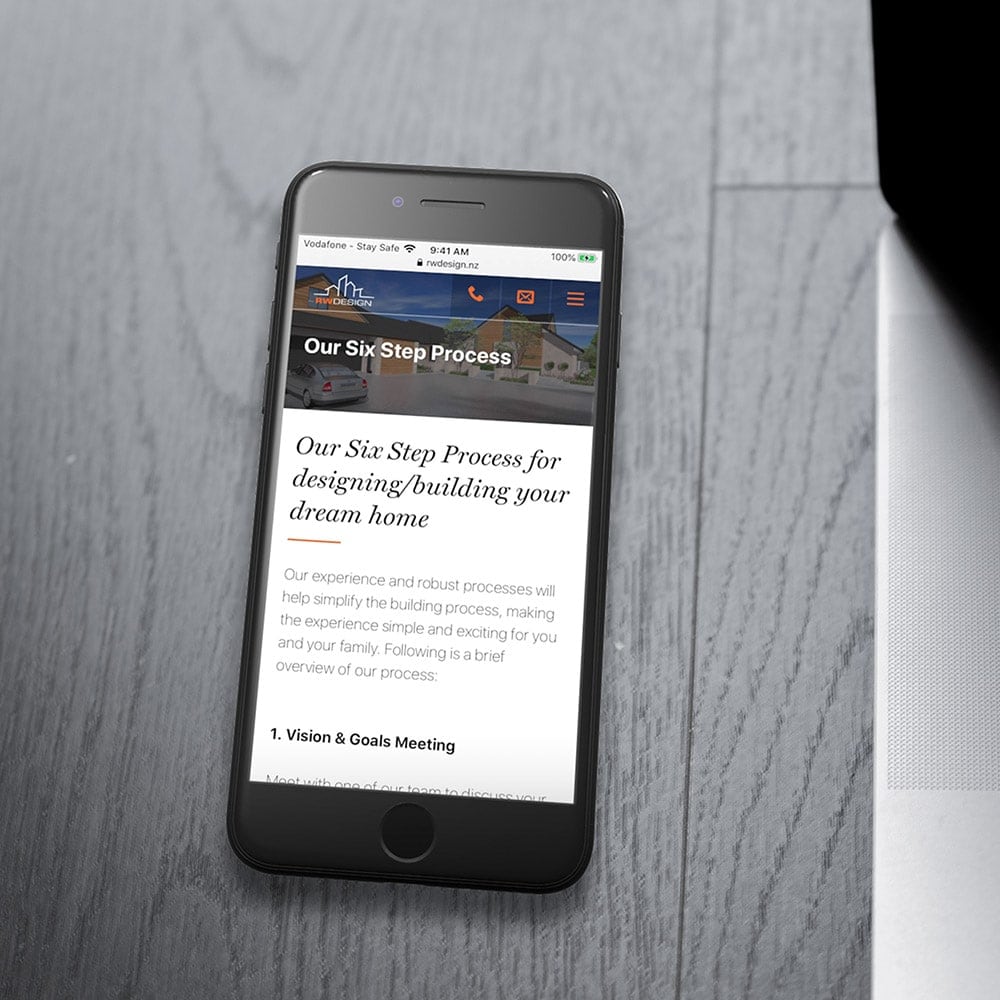 Vodafone - Stay Safe 9:41 AM 100%
rwdesign.nz
RWDESIGN
Our Six Step Process
Our Six Step Process for
designing/building your
dream home
Our experience and robust processes will
help simplify the building process, making
the experience simple and exciting for you
and your family. Following is a brief
overview of our process:
1. Vision & Goals Meeting
Meet with one of our team to discuss your